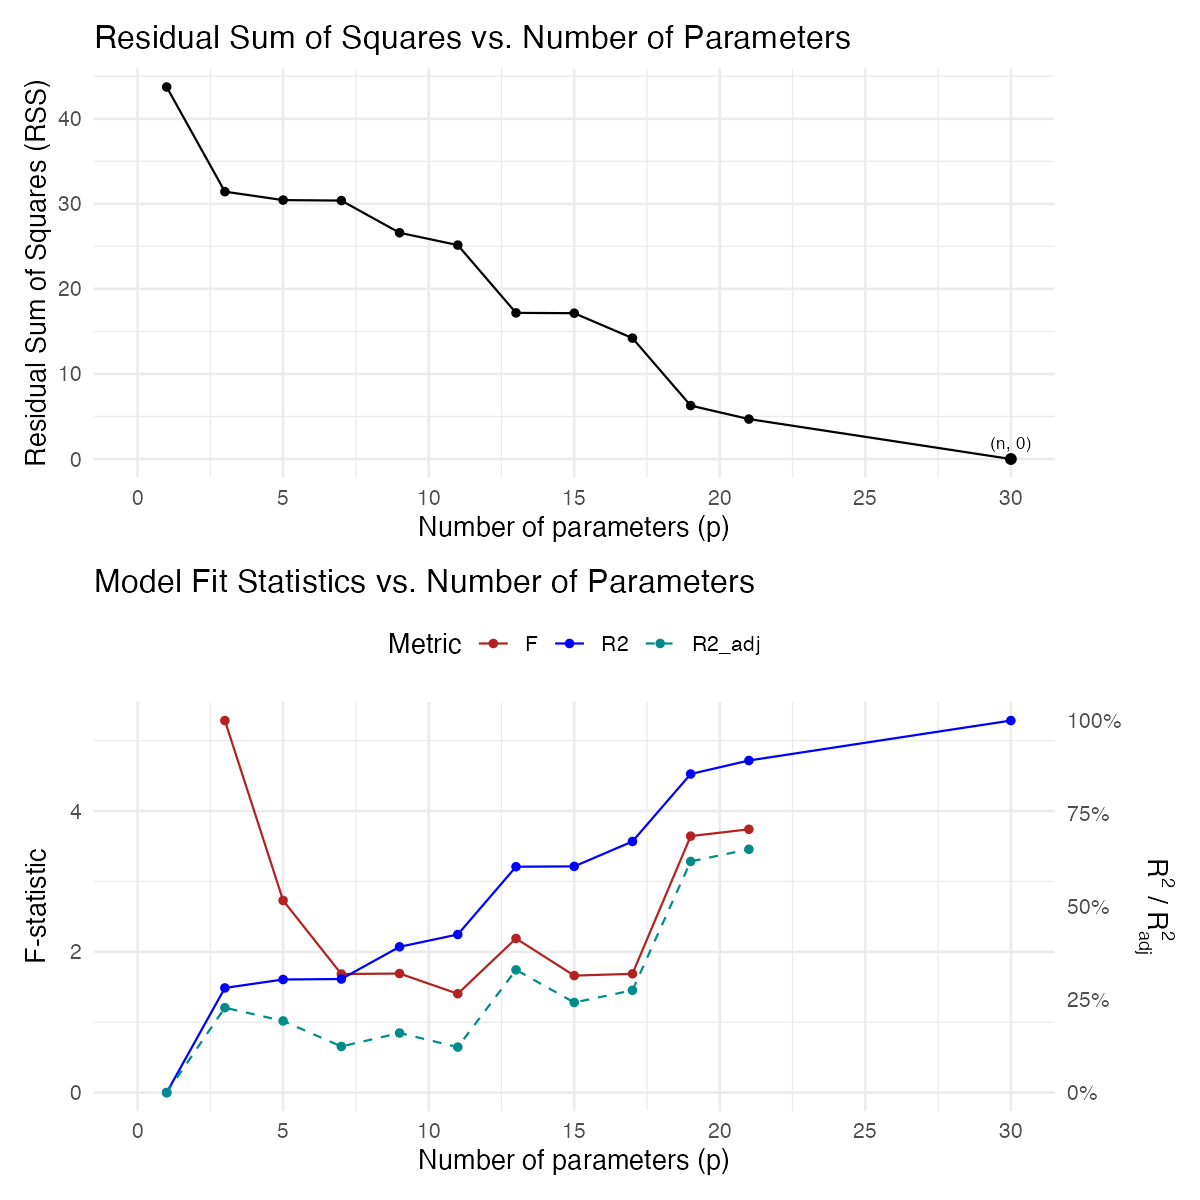 Residual Sum of Squares vs. Number of Parameters
Residual Sum of Squares (RSS)
40
30
20
10
0
(n, 0)
0 5 10 15 20 25 30
Number of parameters (p)
Model Fit Statistics vs. Number of Parameters
Metric F R2 R2_adj
F-statistic
4
2
0
100%
75%
50%
25%
0%
R² / R²adj
0 5 10 15 20 25 30
Number of parameters (p)